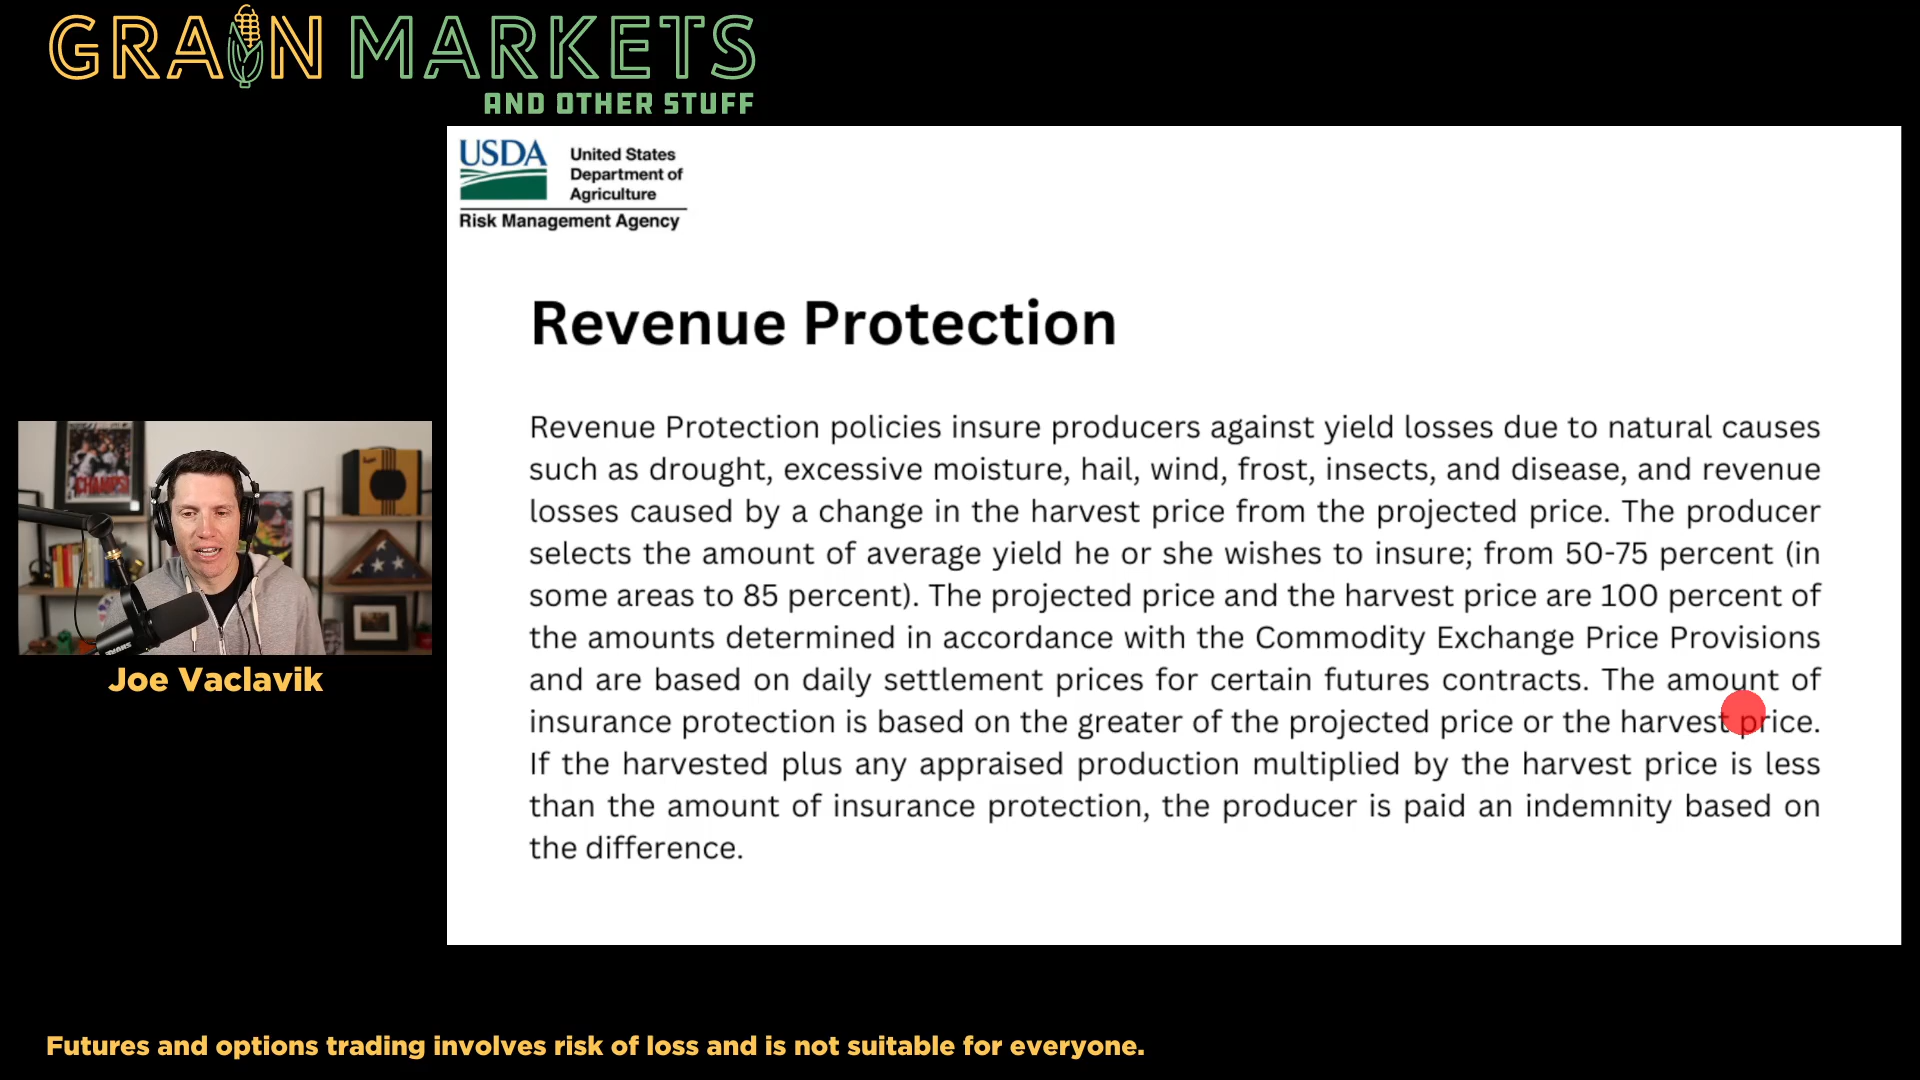 GRAIN MARKETS
AND OTHER STUFF
USDA
United States
Department of
Agriculture
Risk Management Agency
Revenue Protection
Revenue Protection policies insure producers against yield losses due to natural causes
such as drought, excessive moisture, hail, wind, frost, insects, and disease, and revenue
losses caused by a change in the harvest price from the projected price. The producer
selects the amount of average yield he or she wishes to insure; from 50-75 percent (in
some areas to 85 percent). The projected price and the harvest price are 100 percent of
the amounts determined in accordance with the Commodity Exchange Price Provisions
and are based on daily settlement prices for certain futures contracts. The amount of
insurance protection is based on the greater of the projected price or the harvest price.
If the harvested plus any appraised production multiplied by the harvest price is less
than the amount of insurance protection, the producer is paid an indemnity based on
the difference.
CHAMPS!
Joe Vaclavik
Futures and options trading involves risk of loss and is not suitable for everyone.